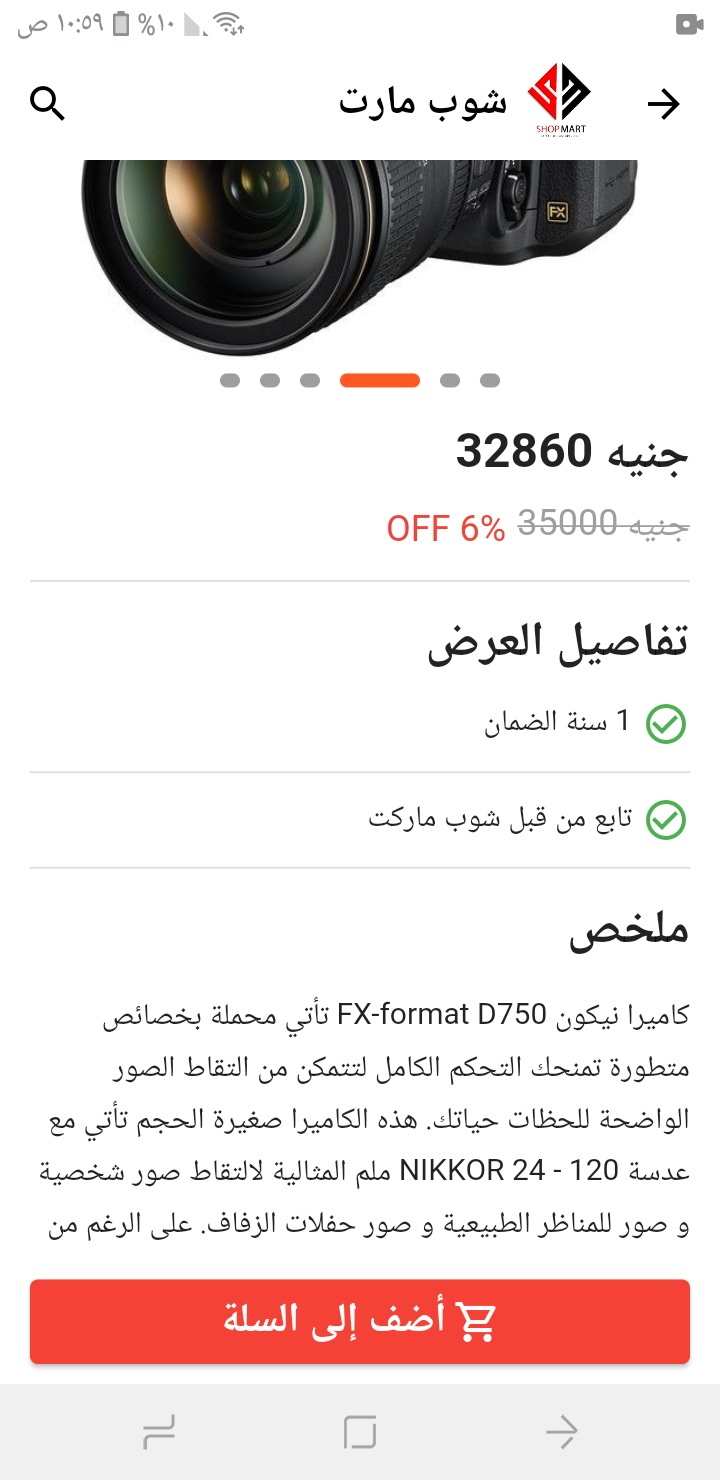 ١٠:٥٩ ص ١٠%
شوب مارت
SHOPMART
FX
جنيه 32860
جنيه 35000 6% OFF
تفاصيل العرض
1 سنة الضمان
تابع من قبل شوب ماركت
ملخص
كاميرا نيكون FX-format D750 تأتي محملة بخصائص
متطورة تمنحك التحكم الكامل لتتمكن من التقاط الصور
الواضحة للحظات حياتك. هذه الكاميرا صغيرة الحجم تأتي مع
عدسة NIKKOR 24 - 120 ملم المثالية لالتقاط صور شخصية
و صور للمناظر الطبيعية و صور حفلات الزفاف. على الرغم من
أضف إلى السلة